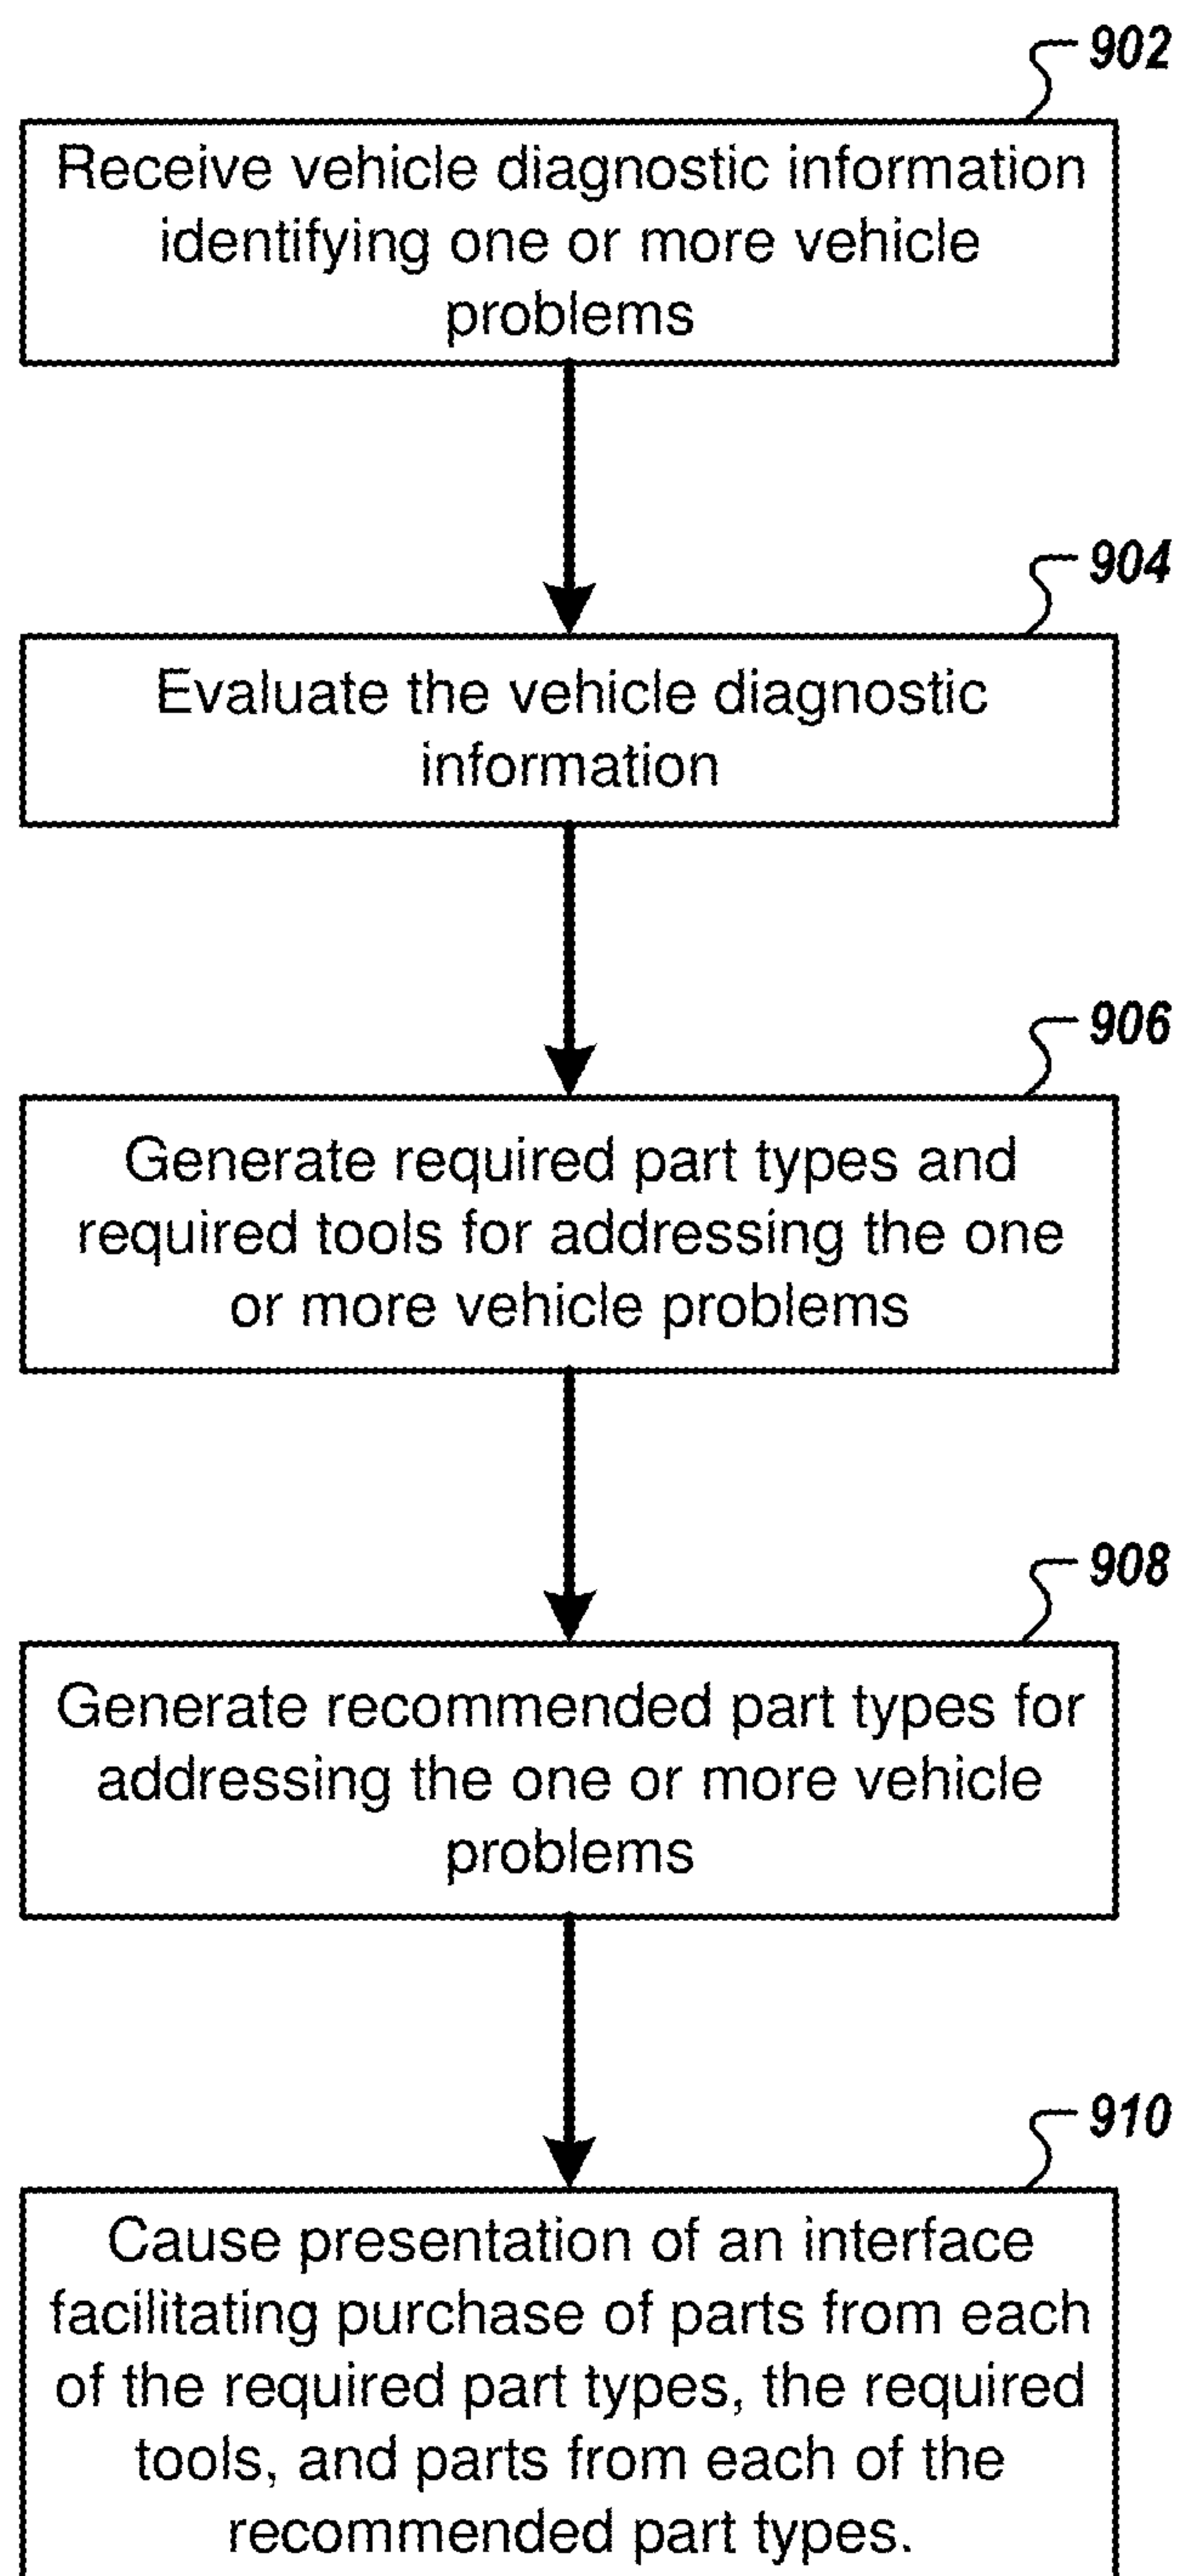 902
Receive vehicle diagnostic information
identifying one or more vehicle
problems
904
Evaluate the vehicle diagnostic
information
906
Generate required part types and
required tools for addressing the one
or more vehicle problems
908
Generate recommended part types for
addressing the one or more vehicle
problems
910
Cause presentation of an interface
facilitating purchase of parts from each
of the required part types, the required
tools, and parts from each of the
recommended part types.